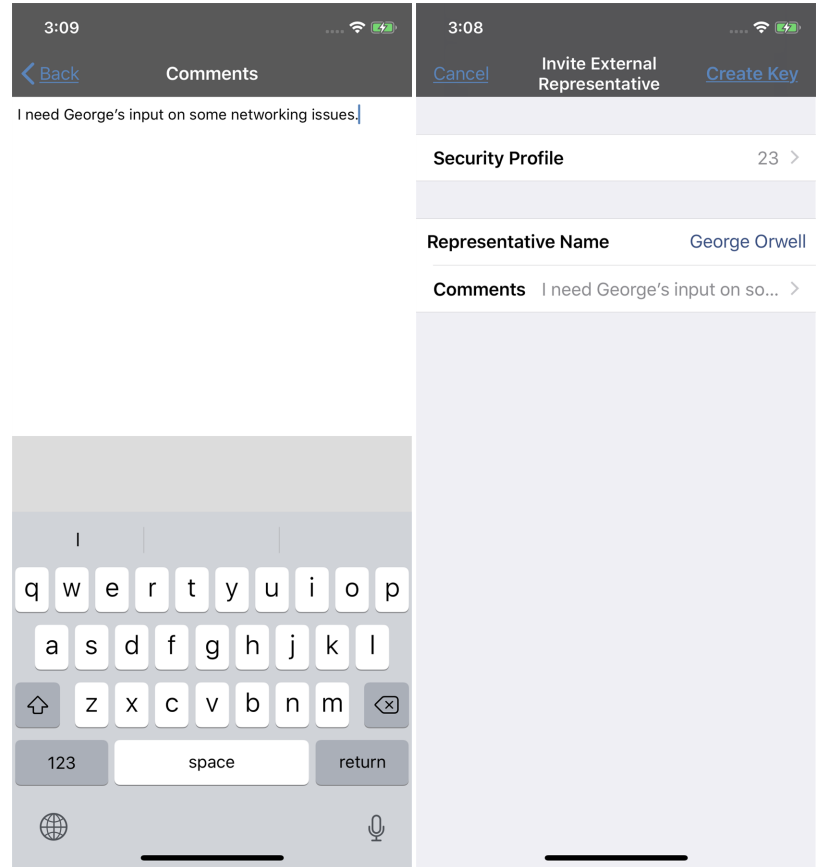 3:09
Back
Comments
I need George’s input on some networking issues.
I
q w e r t y u i o p
a s d f g h j k l
z x c v b n m
123 space return
3:08
Cancel
Invite External
Representative
Create Key
Security Profile 23
Representative Name George Orwell
Comments I need George’s input on so...